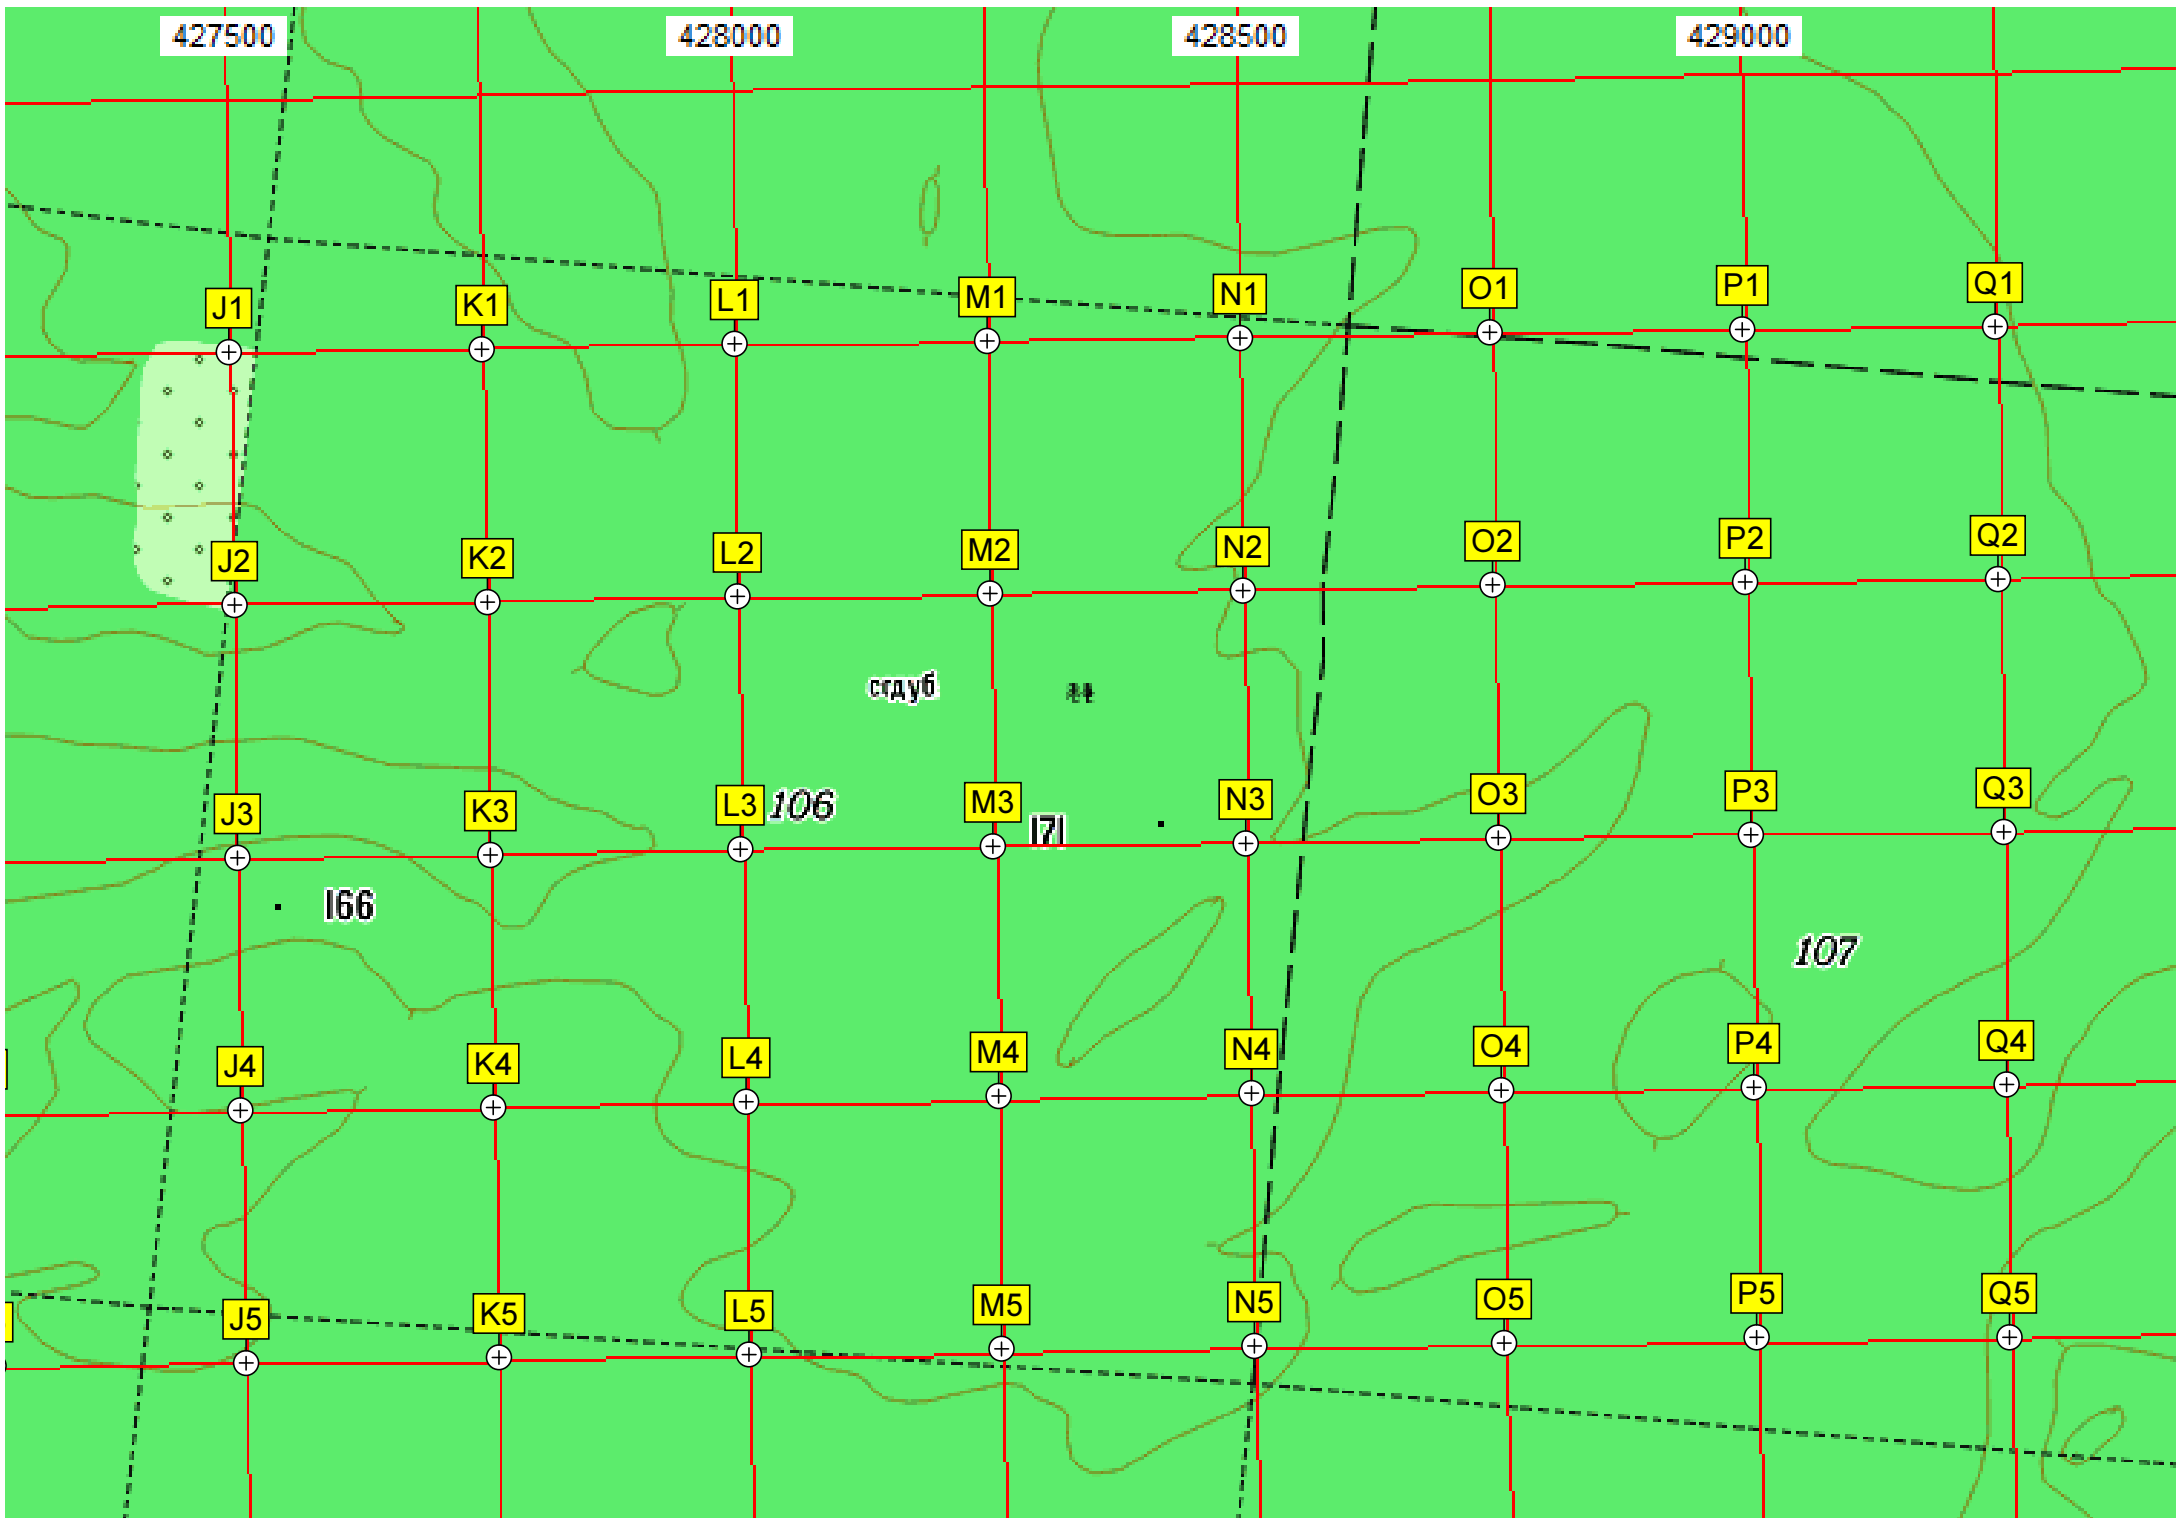 427500 428000 428500 429000
J1 K1 L1 M1 N1 O1 P1 Q1
J2 K2 L2 M2 N2 O2 P2 Q2
сгдуб
J3 K3 L3 106 M3 N3 O3 P3 Q3
171
166
107
J4 K4 L4 M4 N4 O4 P4 Q4
J5 K5 L5 M5 N5 O5 P5 Q5